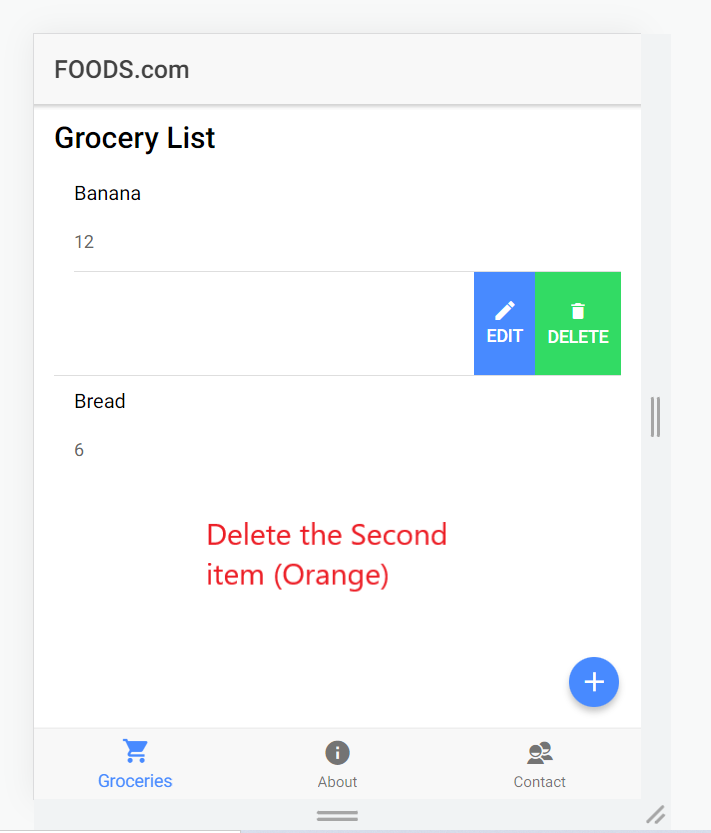 FOODS.com
Grocery List
Banana
12
EDIT
DELETE
Bread
6
Delete the Second
item (Orange)
Groceries
About
Contact